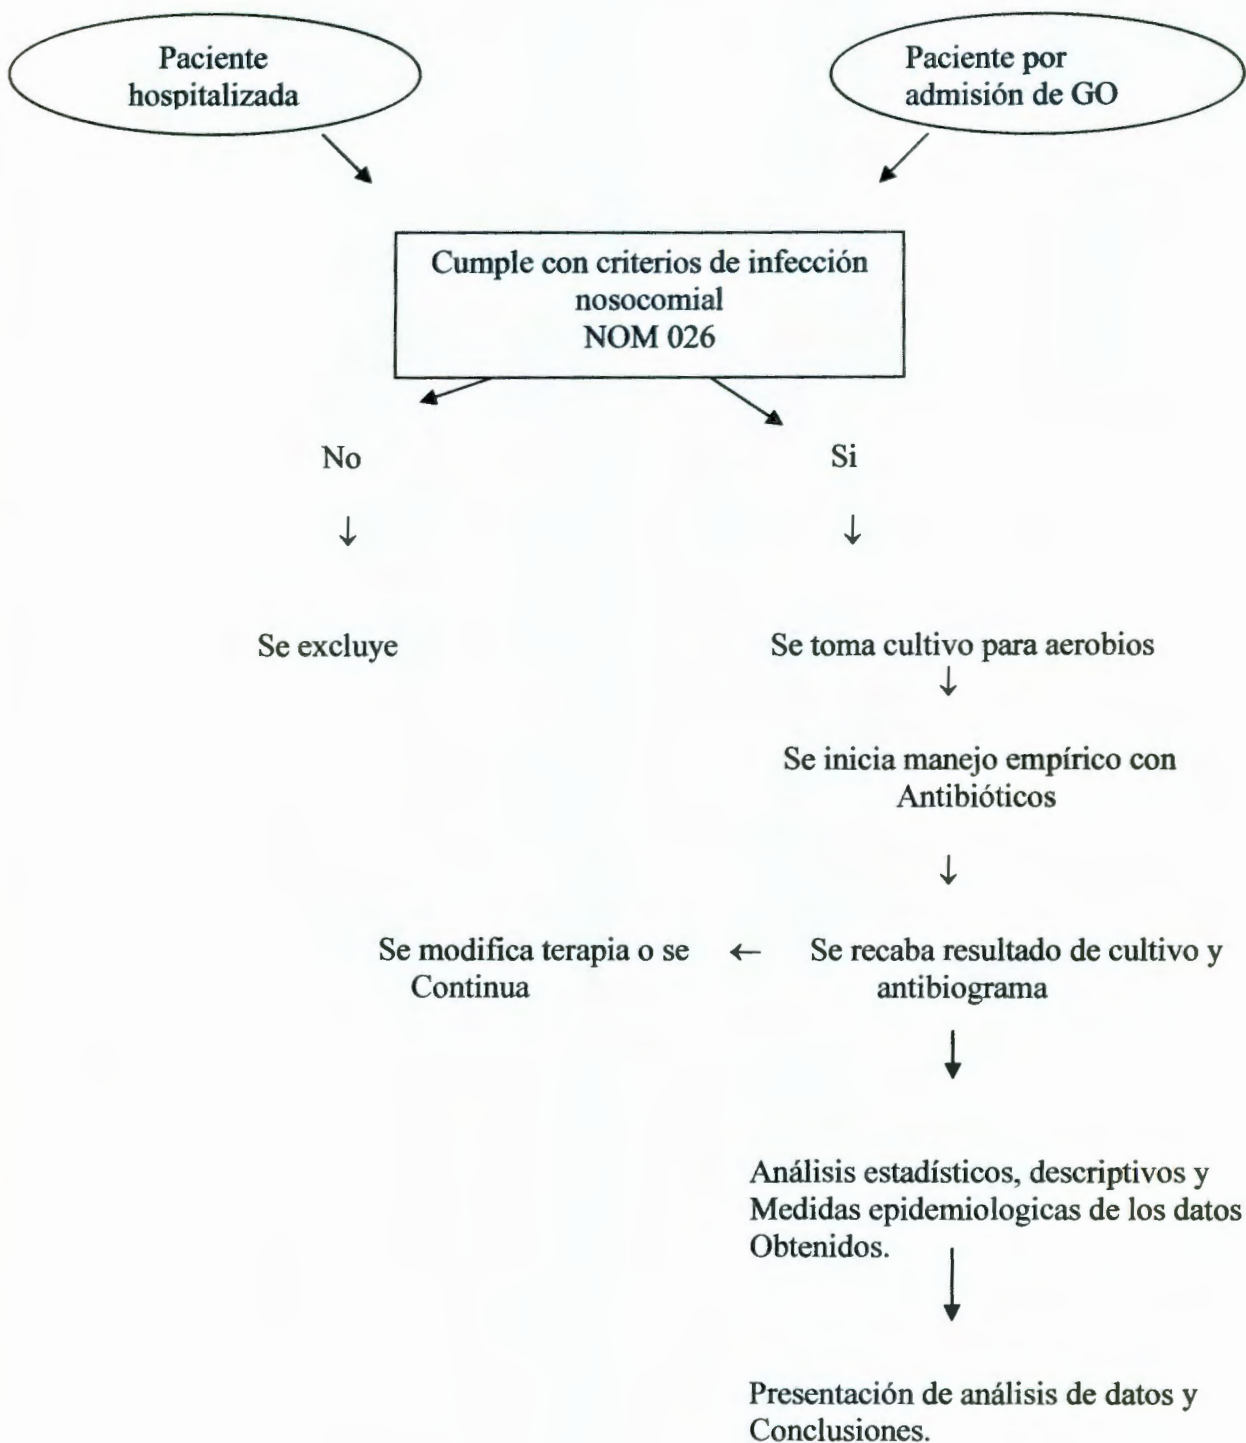 Paciente
hospitalizada
Paciente por
admisión de GO
Cumple con criterios de infección
nosocomial
NOM 026
No
Si
Se excluye
Se toma cultivo para aerobios
Se inicia manejo empírico con
Antibióticos
Se modifica terapia o se
Continua
Se recaba resultado de cultivo y
antibiograma
Análisis estadísticos, descriptivos y
Medidas epidemiologicas de los datos
Obtenidos.
Presentación de análisis de datos y
Conclusiones.